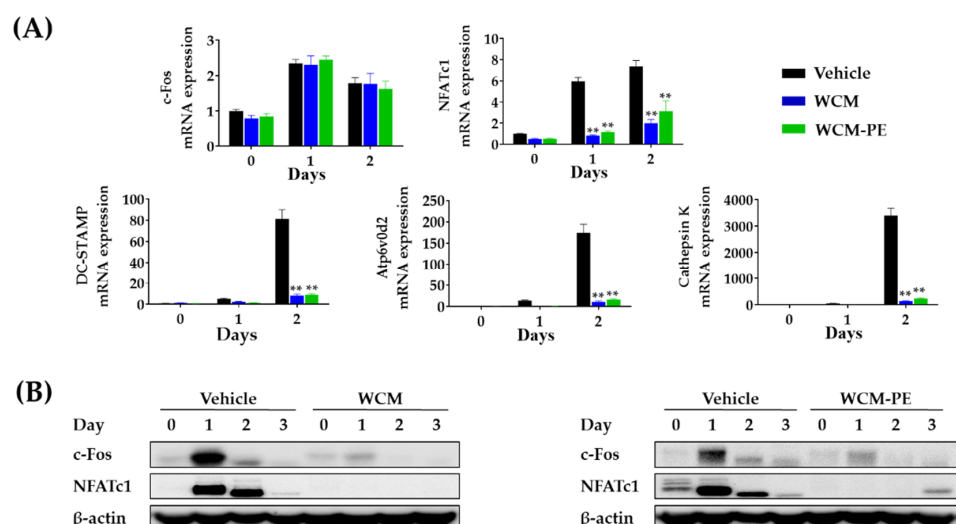 (A)
c-Fos
mRNA expression
3
2
1
0
0 1 2
Days
NFATc1
mRNA expression
10
8
6
4
2
0
** ** ** **
0 1 2
Days
Vehicle
WCM
WCM-PE
DC-STAMP
mRNA expression
100
80
60
40
20
0
** **
0 1 2
Days
Atp6v0d2
mRNA expression
250
200
150
100
50
0
** **
0 1 2
Days
Cathepsin K
mRNA expression
4000
3000
2000
1000
0
** **
0 1 2
Days
(B)
Vehicle WCM
Day 0 1 2 3 0 1 2 3
c-Fos
NFATc1
β-actin
Vehicle WCM-PE
Day 0 1 2 3 0 1 2 3
c-Fos
NFATc1
β-actin